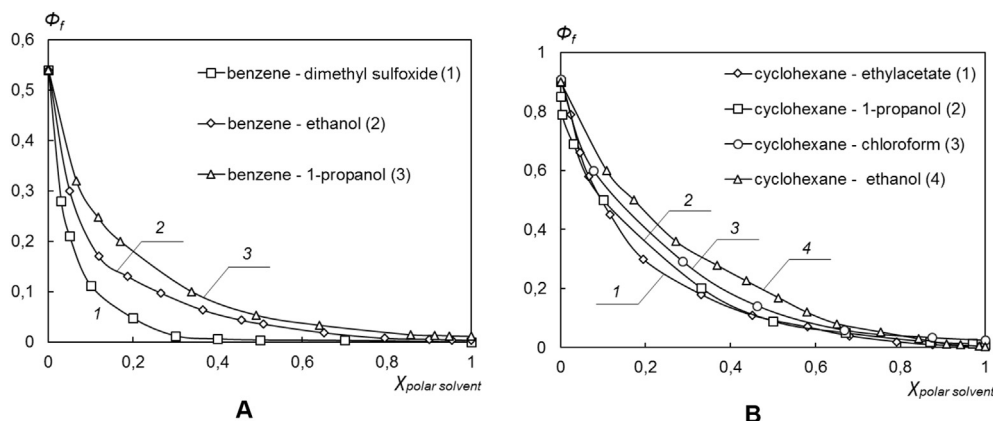 Φf
0,6
0,5
0,4
0,3
0,2
0,1
0
benzene - dimethyl sulfoxide (1)
benzene - ethanol (2)
benzene - 1-propanol (3)
2
3
1
0 0,2 0,4 0,6 0,8 1
Xpolar solvent
A
Φf
1
0,8
0,6
0,4
0,2
0
cyclohexane - ethylacetate (1)
cyclohexane - 1-propanol (2)
cyclohexane - chloroform (3)
cyclohexane - ethanol (4)
2
3
4
1
0 0,2 0,4 0,6 0,8 1
Xpolar solvent
B